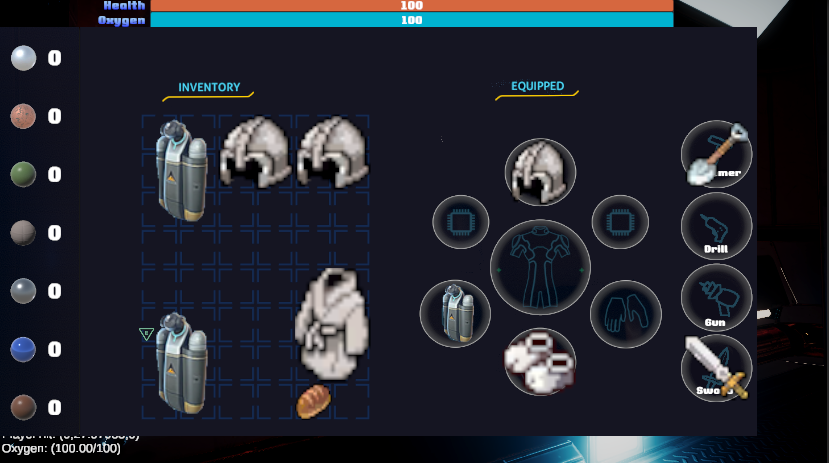 Health 100
Oxygen 100
INVENTORY
EQUIPPED
0
0
0
0
0
0
0
Drill
Gun
Oxygen: (100.00/100)